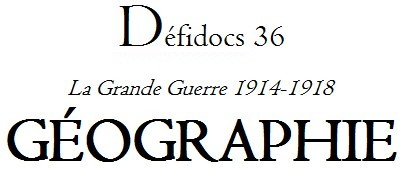 Défidocs 36
La Grande Guerre 1914-1918
GÉOGRAPHIE